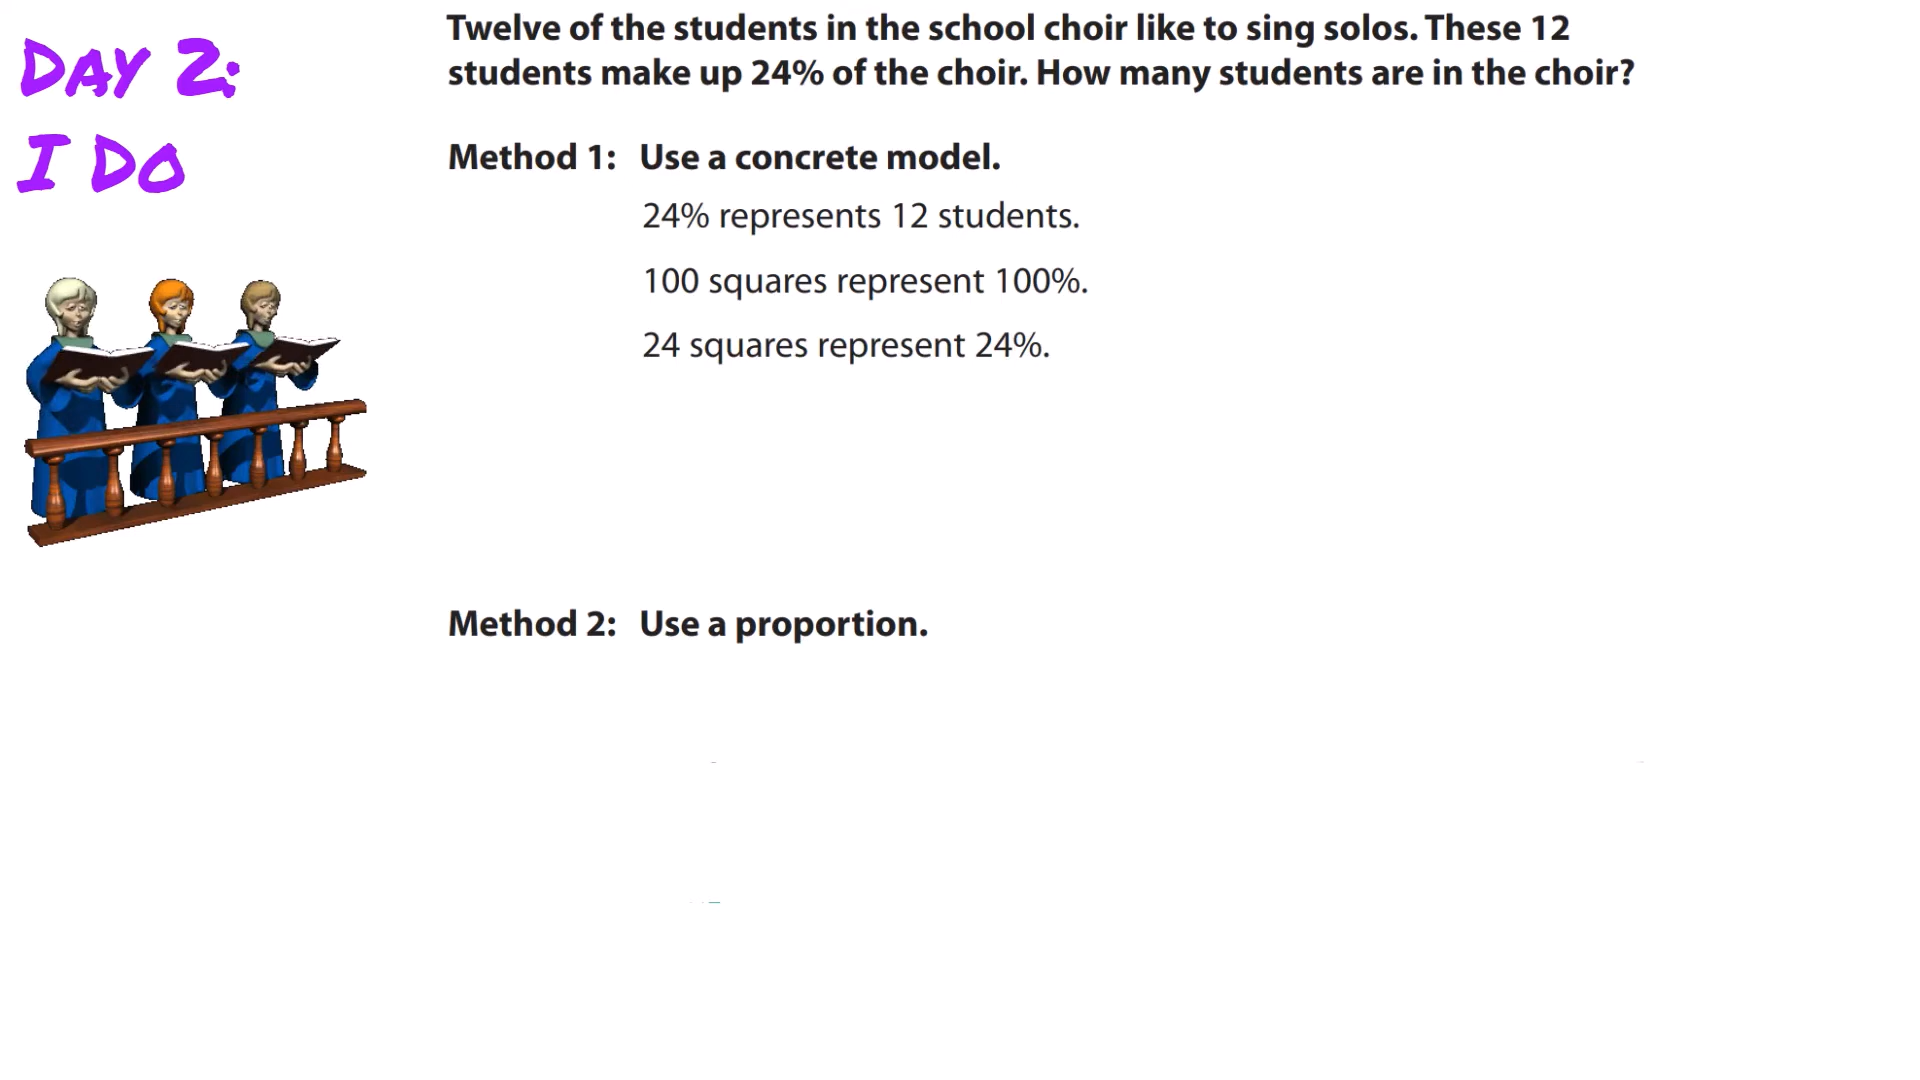 Day 2:
I Do
Twelve of the students in the school choir like to sing solos. These 12
students make up 24% of the choir. How many students are in the choir?
Method 1: Use a concrete model.
24% represents 12 students.
100 squares represent 100%.
24 squares represent 24%.
Method 2: Use a proportion.